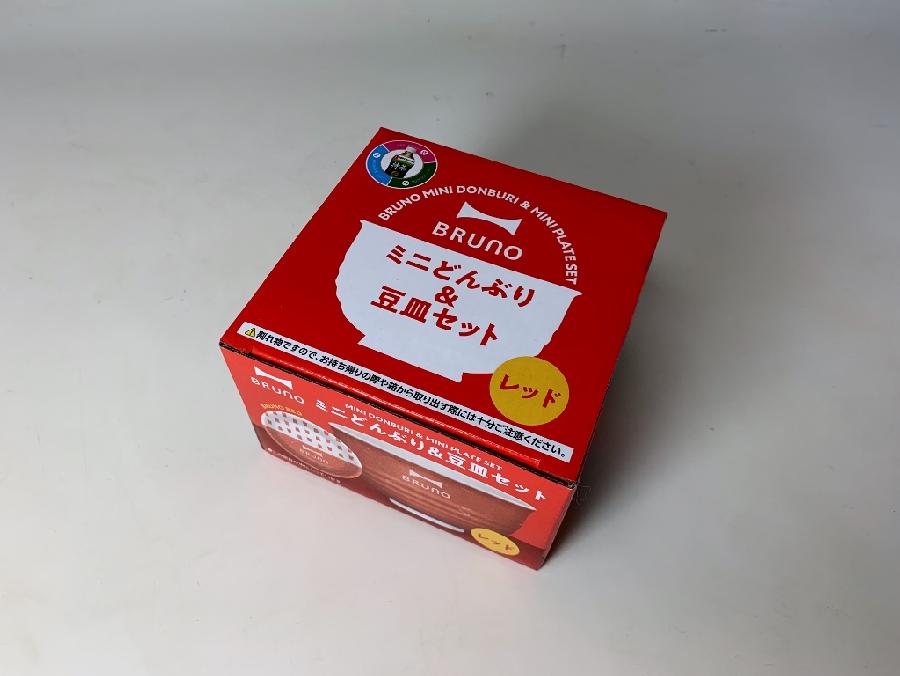 BRUNO MINI DONBURI & MINI PLATE SET
BRUNO
ミニどんぶり
&
豆皿セット
レッド
割れ物ですので、お持ち帰りの際や箱から取り出す際には十分ご注意ください。
BRUNO
MINI DONBURI & MINI PLATE SET
ミニどんぶり&豆皿セット
BRUNO
BRUNO
レッド